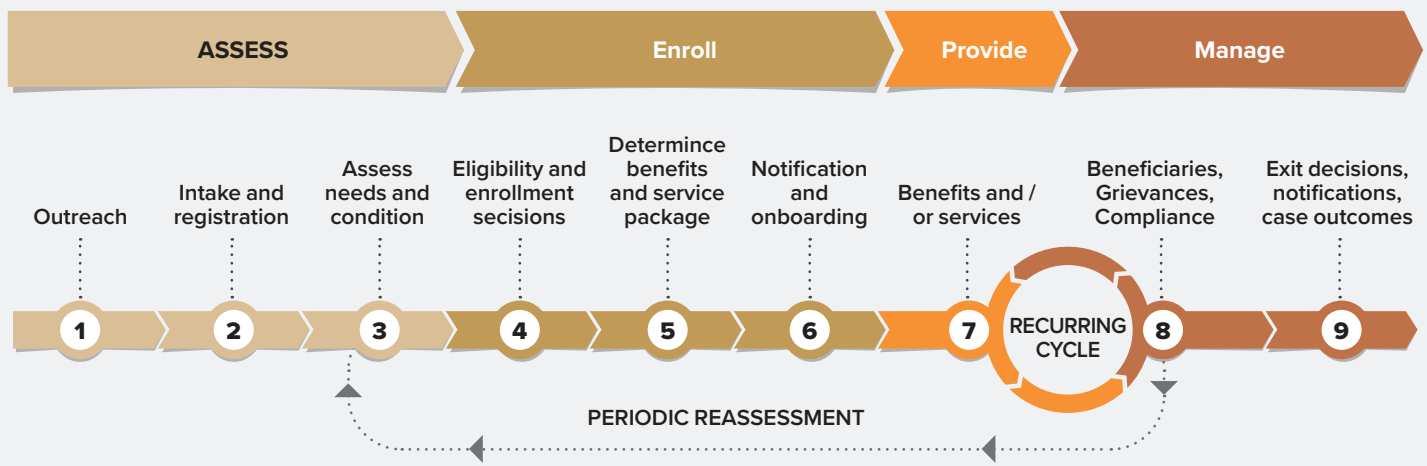 ASSESS
Enroll
Provide
Manage
Outreach
Intake and
registration
Assess
needs and
condition
Eligibility and
enrollment
secisions
Determince
benefits
and service
package
Notification
and
onboarding
Benefits and /
or services
Beneficiaries,
Grievances,
Compliance
Exit decisions,
notifications,
case outcomes
1
2
3
4
5
6
7
RECURRING
CYCLE
8
9
PERIODIC REASSESSMENT